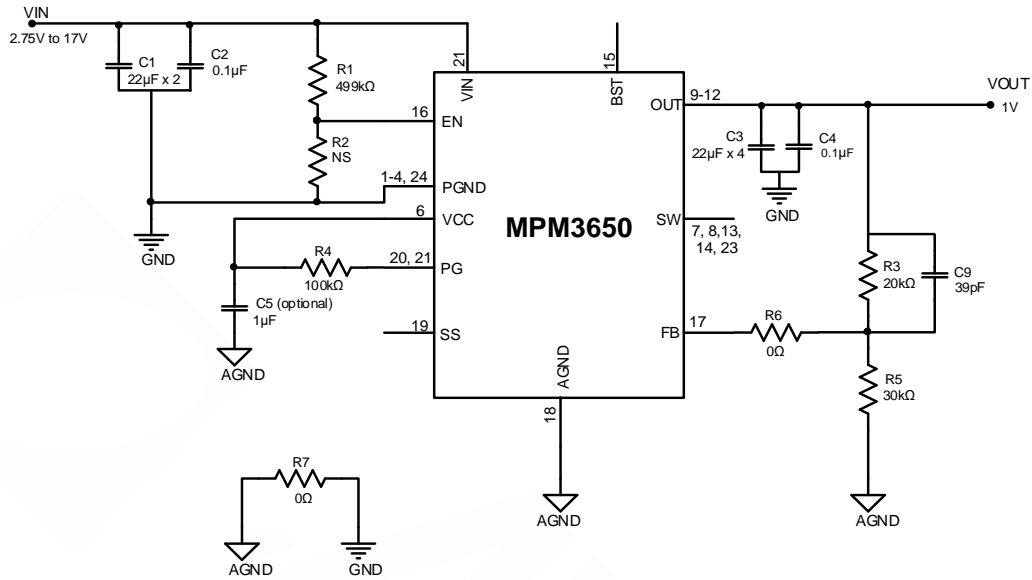 VIN
2.75V to 17V
C1
22µF x 2
C2
0.1µF
R1
499kΩ
R2
NS
GND
21
VIN
15
BST
16
EN
1-4, 24
PGND
6
VCC
R4
100kΩ
20, 21
PG
C5 (optional)
1µF
AGND
19
SS
MPM3650
OUT
9-12
SW
7, 8,13,
14, 23
FB
17
AGND
18
AGND
C3
22µF x 4
C4
0.1µF
GND
VOUT
1V
R3
20kΩ
C9
39pF
R6
0Ω
R5
30kΩ
AGND
R7
0Ω
AGND
GND